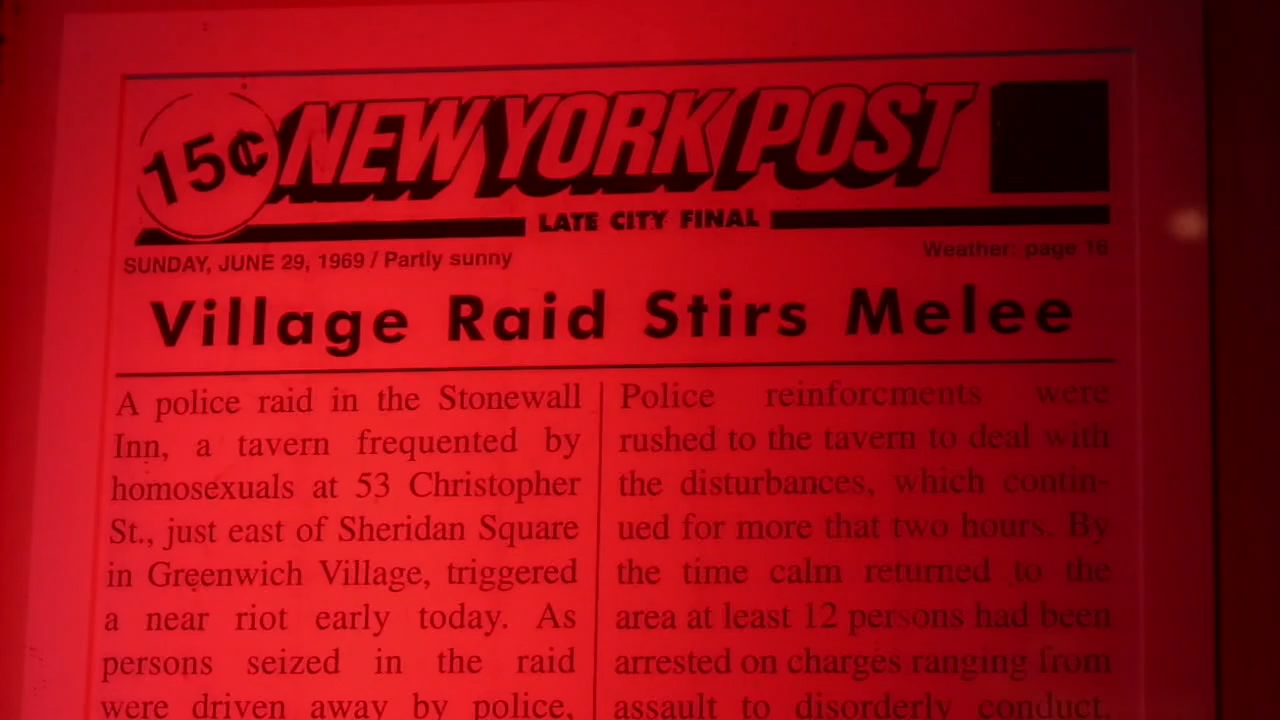 15¢ NEW YORK POST
LATE CITY FINAL
SUNDAY, JUNE 29, 1969 / Partly sunny
Weather: page 16
Village Raid Stirs Melee
A police raid in the Stonewall
Inn, a tavern frequented by
homosexuals at 53 Christopher
St., just east of Sheridan Square
in Greenwich Village, triggered
a near riot early today. As
persons seized in the raid
were driven away by police,
Police reinforcments were
rushed to the tavern to deal with
the disturbances, which contin-
ued for more that two hours. By
the time calm returned to the
area at least 12 persons had been
arrested on charges ranging from
assault to disorderly conduct.